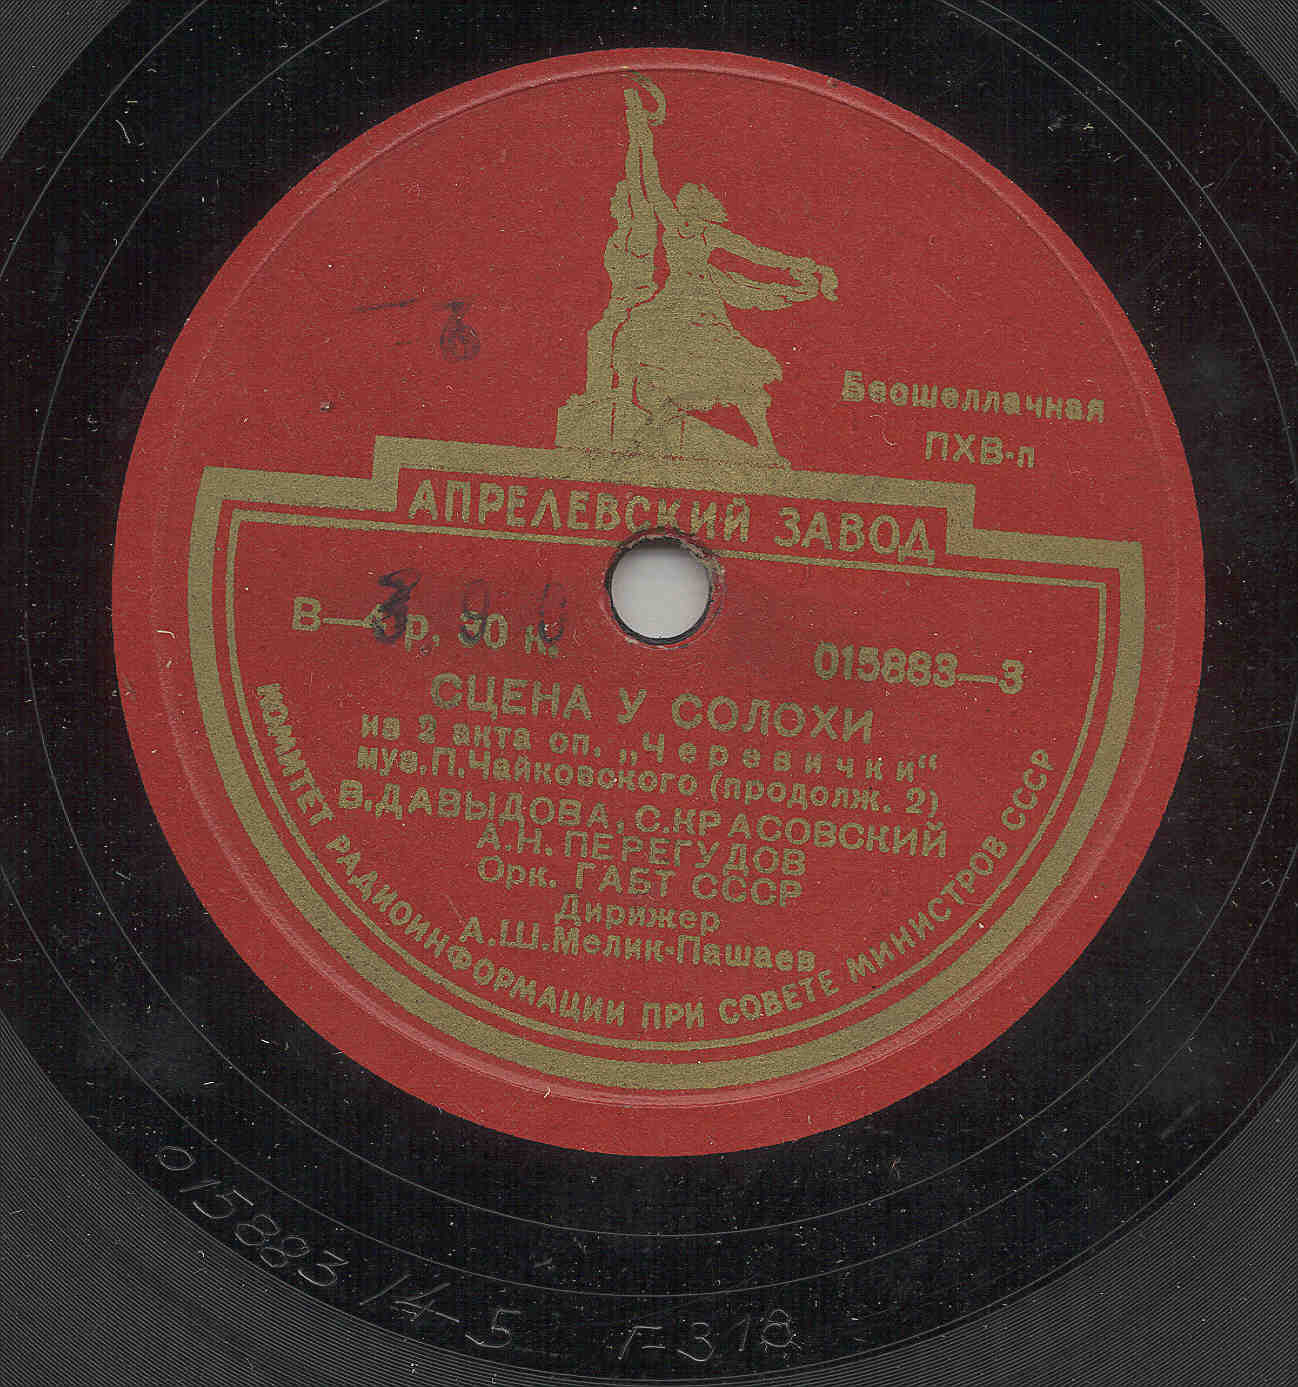 Бесшеллачная
ПХВ-л
АПРЕЛЕВСКИЙ ЗАВОД
015883—3
СЦЕНА У СОЛОХИ
из 2 акта оп. „Черевички“
муз. П. Чайковского (продолж. 2)
В. ДАВЫДОВА, С. КРАСОВСКИЙ
А. Н. ПЕРЕГУДОВ
Орк. ГАБТ СССР
Дирижер
А. Ш. Мелик-Пашаев
КОМИТЕТ РАДИОИНФОРМАЦИИ ПРИ СОВЕТЕ МИНИСТРОВ СССР
015883 /4-5 Г-318